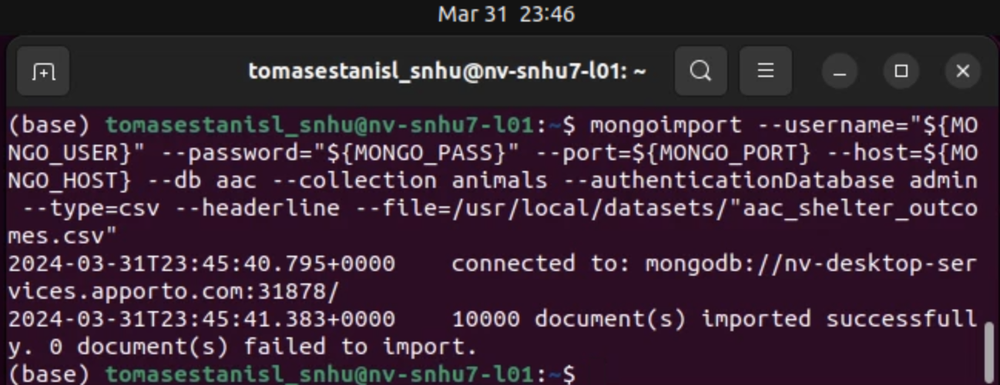 Mar 31 23:46
tomasestanisl_snhu@nv-snhu7-l01: ~
(base) tomasestanisl_snhu@nv-snhu7-l01:~$ mongoimport --username="${MO
NGO_USER}" --password="${MONGO_PASS}" --port=${MONGO_PORT} --host=${MO
NGO_HOST} --db aac --collection animals --authenticationDatabase admin
 --type=csv --headerline --file=/usr/local/datasets/"aac_shelter_outco
mes.csv"
2024-03-31T23:45:40.795+0000    connected to: mongodb://nv-desktop-ser
vices.apporto.com:31878/
2024-03-31T23:45:41.383+0000    10000 document(s) imported successfull
y. 0 document(s) failed to import.
(base) tomasestanisl_snhu@nv-snhu7-l01:~$